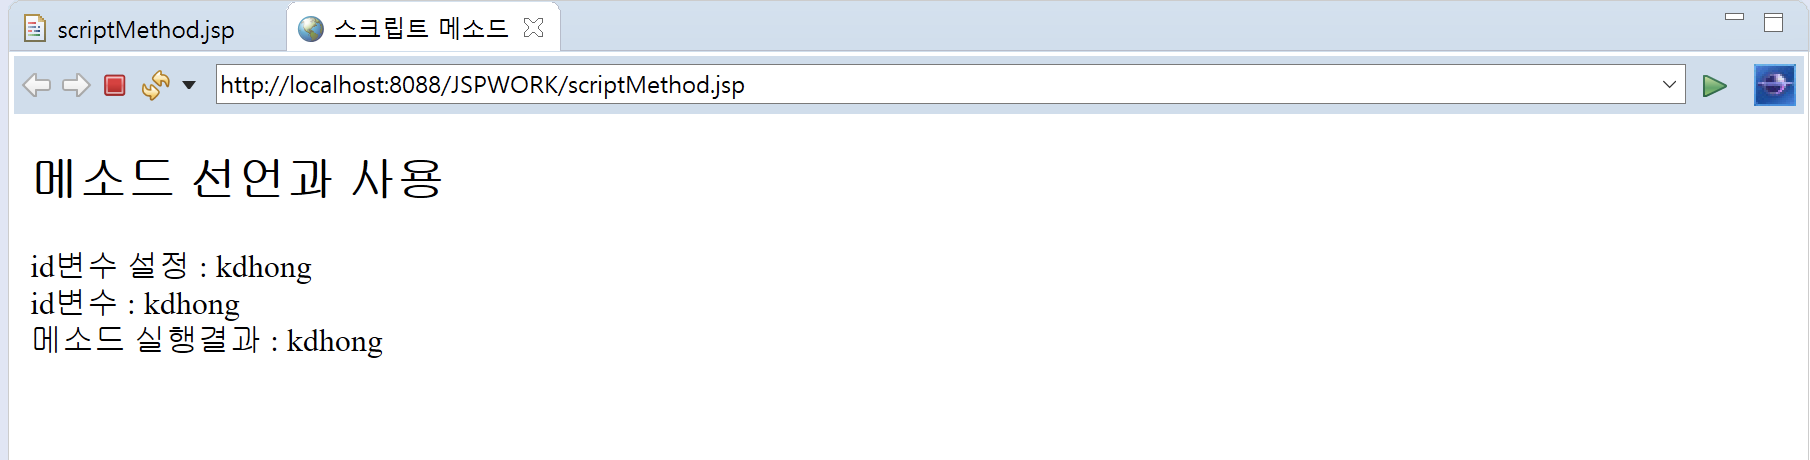 scriptMethod.jsp
스크립트 메소드
http://localhost:8088/JSPWORK/scriptMethod.jsp
메소드 선언과 사용
id변수 설정 : kdhong
id변수 : kdhong
메소드 실행결과 : kdhong